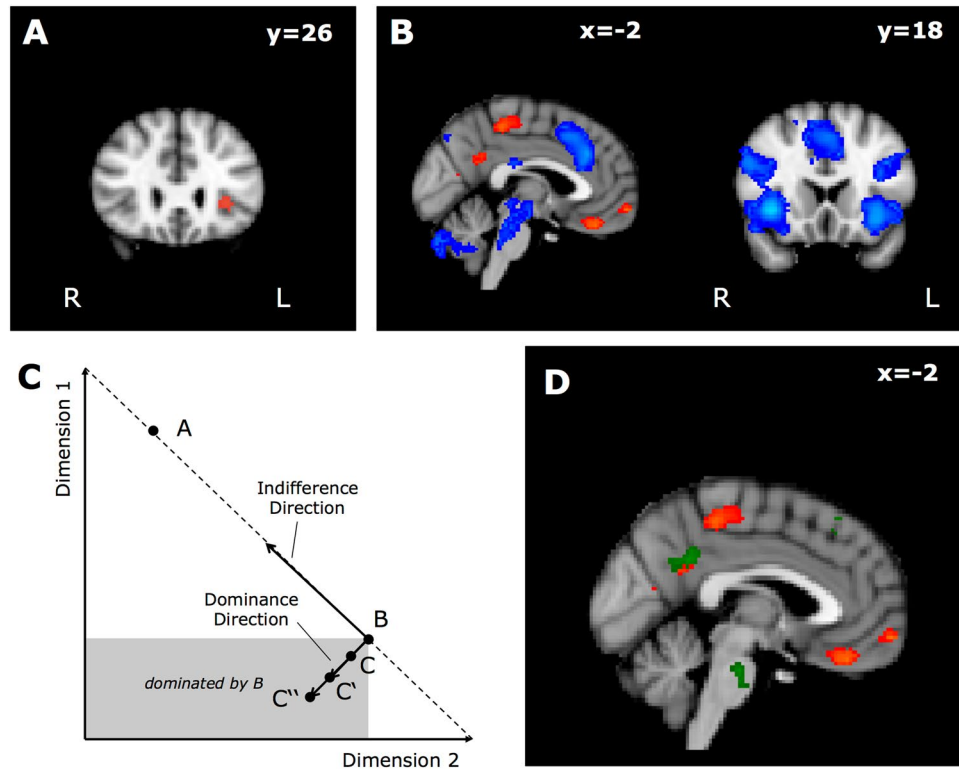 A
y=26
R
L
B
x=-2
y=18
R
L
C
Dimension 1
A
Indifference
Direction
Dominance
Direction
B
C
C'
C''
dominated by B
Dimension 2
D
x=-2